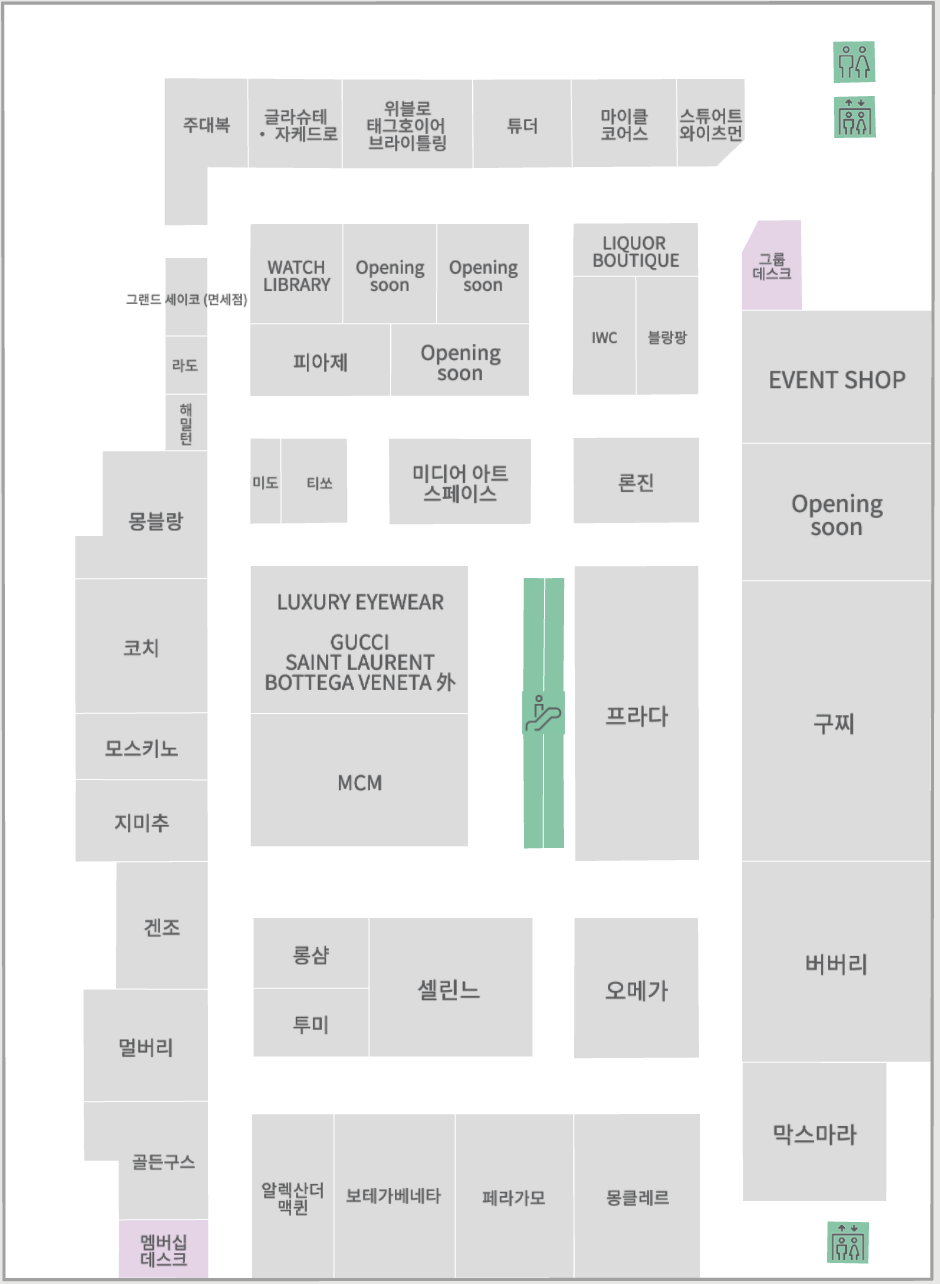 주대복
글라슈테
· 자케드로
위블로
태그호이어
브라이틀링
튜더
마이클
코어스
스튜어트
와이츠먼
WATCH
LIBRARY
Opening
soon
Opening
soon
LIQUOR
BOUTIQUE
그룹
데스크
그랜드 세이코 (면세점)
라도
피아제
Opening
soon
IWC
블랑팡
EVENT SHOP
해
밀
턴
미도
티쏘
미디어 아트
스페이스
론진
Opening
soon
몽블랑
코치
LUXURY EYEWEAR
GUCCI
SAINT LAURENT
BOTTEGA VENETA 外
프라다
구찌
모스키노
MCM
지미추
겐조
롱샴
셀린느
오메가
버버리
투미
멀버리
막스마라
골든구스
알렉산더
맥퀸
보테가베네타
페라가모
몽클레르
멤버십
데스크